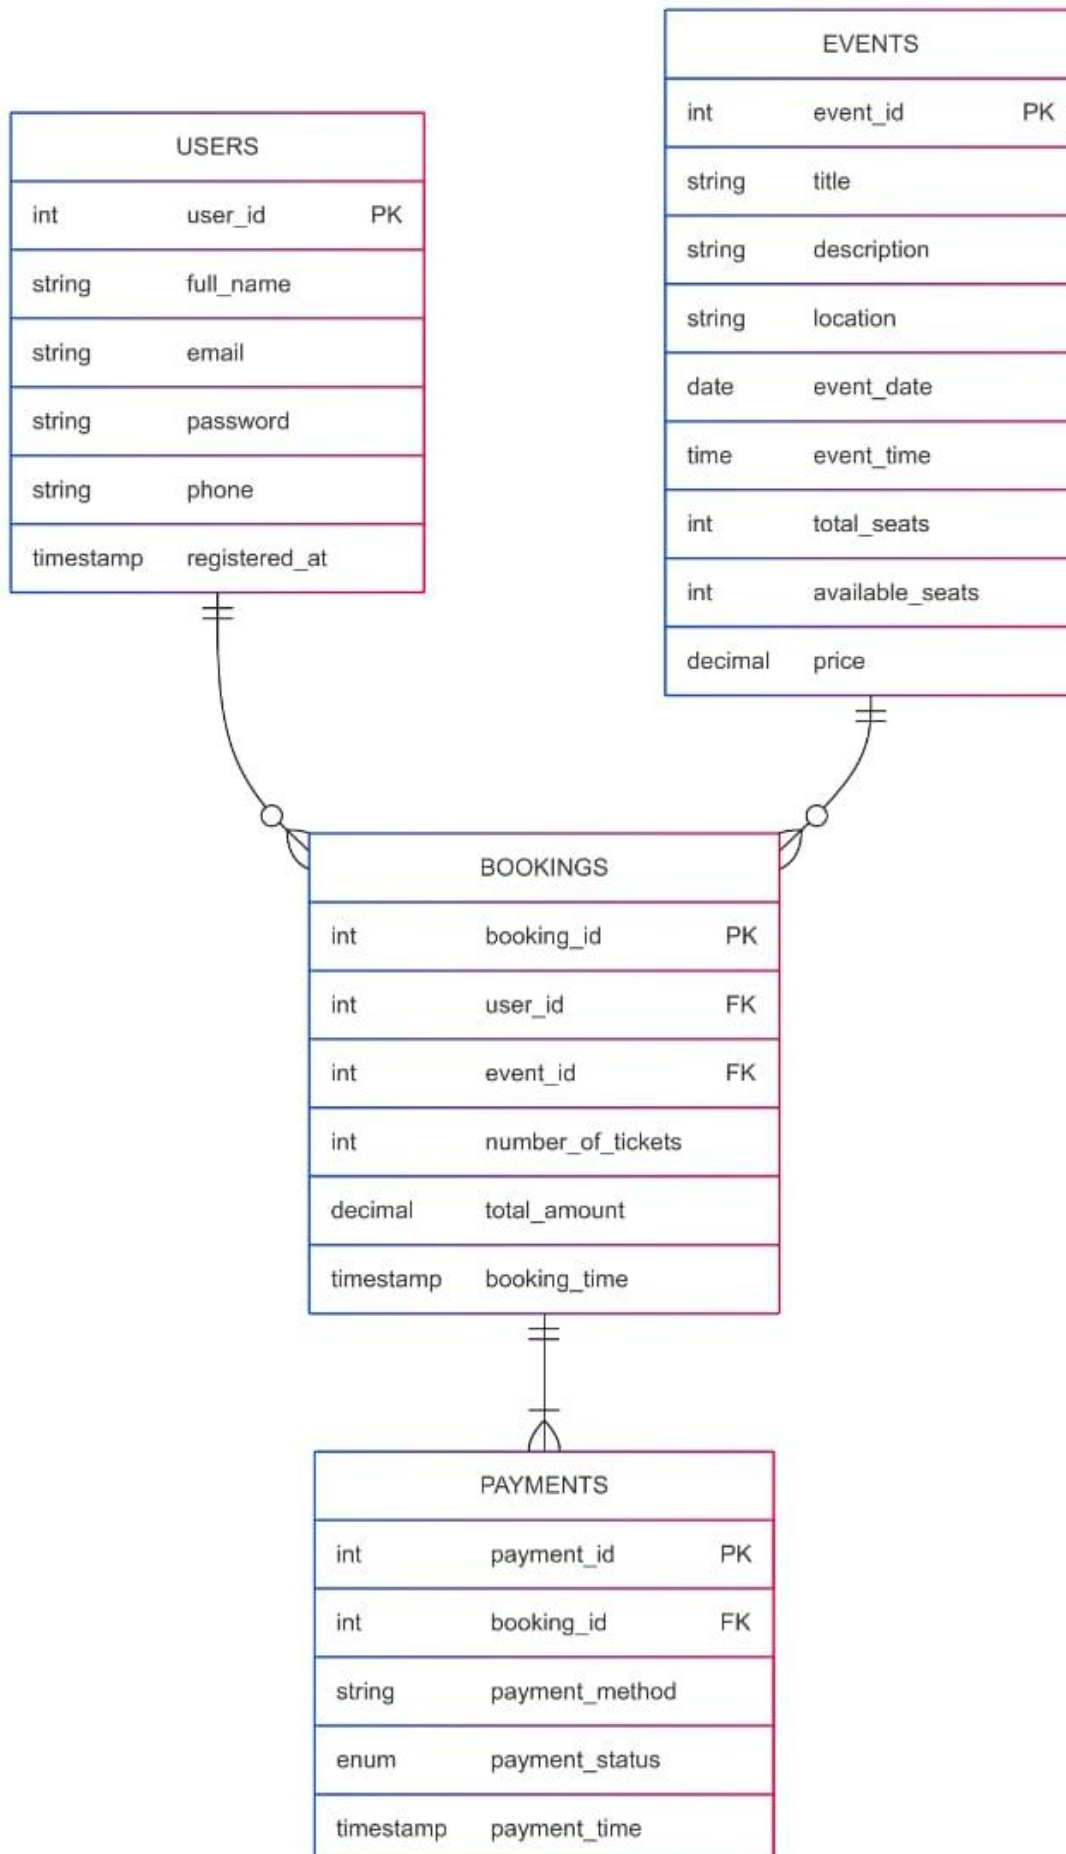 USERS
int user_id PK
string full_name
string email
string password
string phone
timestamp registered_at
EVENTS
int event_id PK
string title
string description
string location
date event_date
time event_time
int total_seats
int available_seats
decimal price
BOOKINGS
int booking_id PK
int user_id FK
int event_id FK
int number_of_tickets
decimal total_amount
timestamp booking_time
PAYMENTS
int payment_id PK
int booking_id FK
string payment_method
enum payment_status
timestamp payment_time